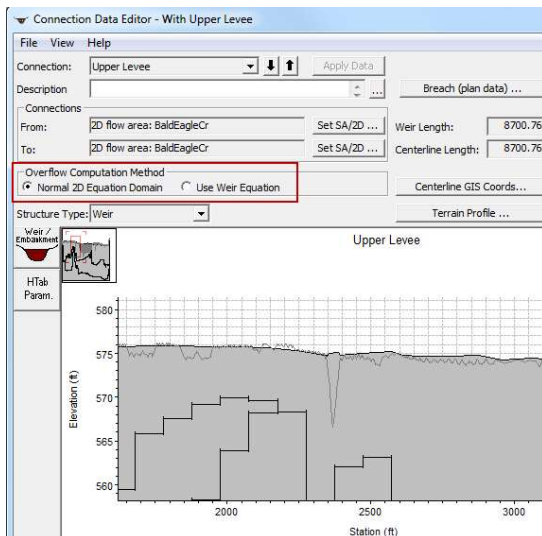 Connection Data Editor - With Upper Levee
File View Help
Connection: Upper Levee Apply Data
Description ... Breach (plan data) ...
Connections
From: 2D flow area: BaldEagleCr Set SA/2D ... Weir Length: 8700.76
To: 2D flow area: BaldEagleCr Set SA/2D ... Centerline Length: 8700.76
Overflow Computation Method
Normal 2D Equation Domain Use Weir Equation Centerline GIS Coords...
Structure Type: Weir Terrain Profile ...
Weir /
Embankment
Upper Levee
HTab
Param.
580
575
570
565
560
Elevation (ft)
2000 2500 3000
Station (ft)